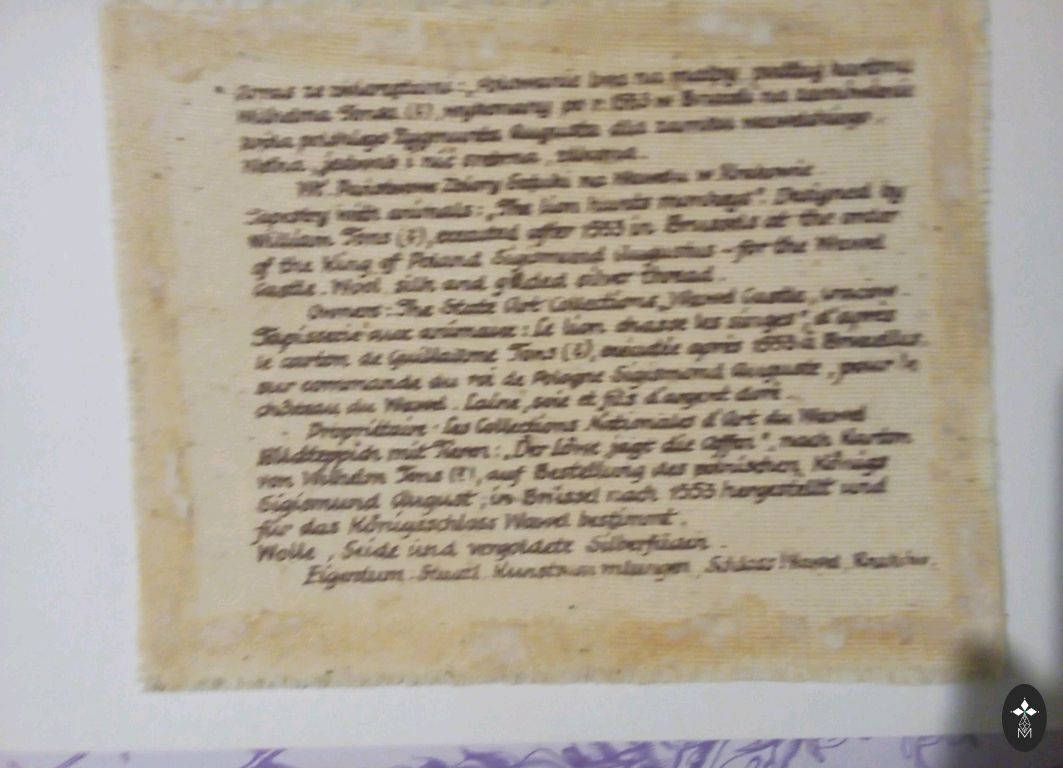 ze zwierzętami: „Polowanie lwa na małpy, podług kartonu
Wilhelma Tonsa (?), wykonany po r. 1553 w Brukseli na zamówienie
króla polskiego Zygmunta Augusta dla zamku wawelskiego.
Wełna, jedwab i nić srebrna, złocona.
Wł. Państwowe Zbiory Sztuki na Wawelu w Krakowie
Tapestry with animals: „The lion hunts monkeys”. Designed by
William Tons (?), executed after 1553 in Brussels at the order
of the King of Poland Sigismund Augustus - for the Wawel
Castle. Wool silk and gilded silver thread.
Owners: The State Art Collections, Wawel Castle, Cracow.
Tapisserie aux animaux: Le lion chasse les singes”, d'après
le carton de Guillaume Tons (?), exécutée après 1553 à Bruxelles
sur commande du roi de Pologne Sigismond Auguste, pour le
château du Wawel. Laine, soie et fils d'argent doré.
Propriétaire: Les Collections Nationales d'Art du Wawel
Bildteppich mit Tieren: „Der Löwe jagt die Affen”, nach Karton
von Wilhelm Tons (?), auf Bestellung des polnischen Königs
Sigismund August, in Brüssel nach 1553 hergestellt und
für das Königsschloss Wawel bestimmt.
Wolle, Seide und vergoldete Silberfäden.
Eigentum: Staatl. Kunstsammlungen, Schloss Wawel, Kraków.
M